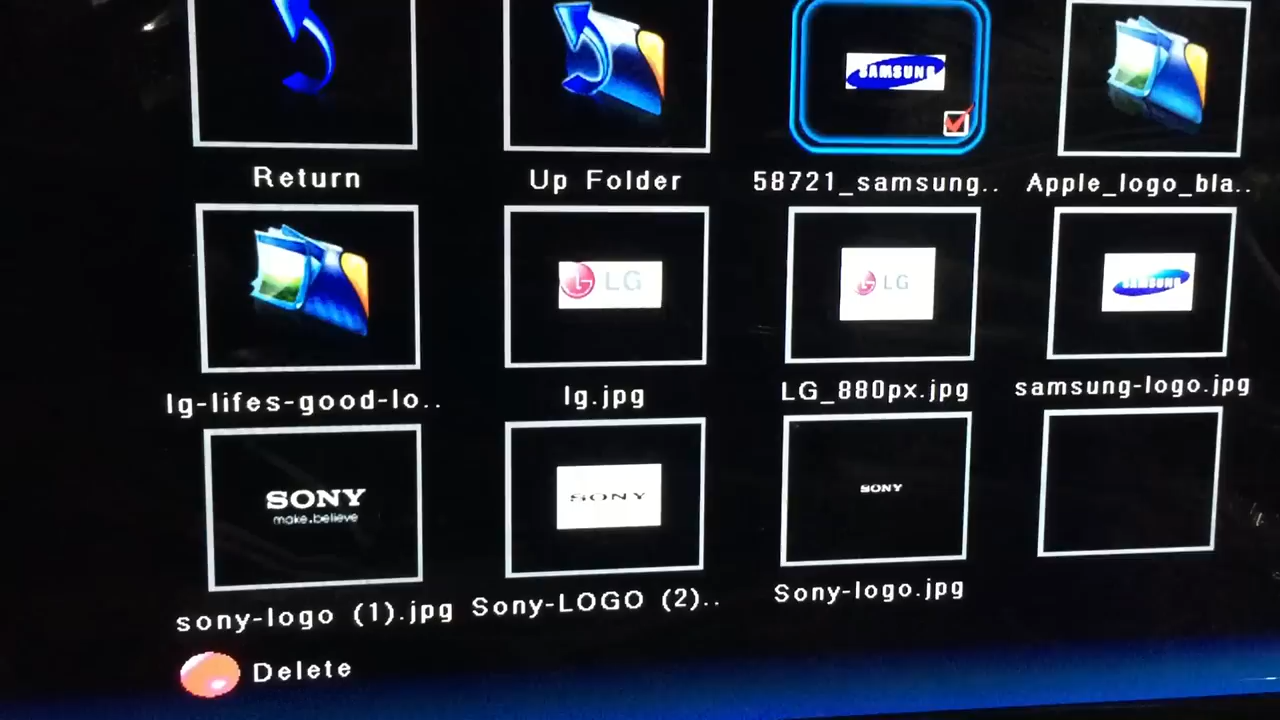 SAMSUNG
Return
Up Folder
58721_samsung..
Apple_logo_bla..
LG
LG
SAMSUNG
lg-lifes-good-lo..
lg.jpg
LG_880px.jpg
samsung-logo.jpg
SONY
make.believe
SONY
SONY
sony-logo (1).jpg
Sony-LOGO (2)..
Sony-logo.jpg
Delete